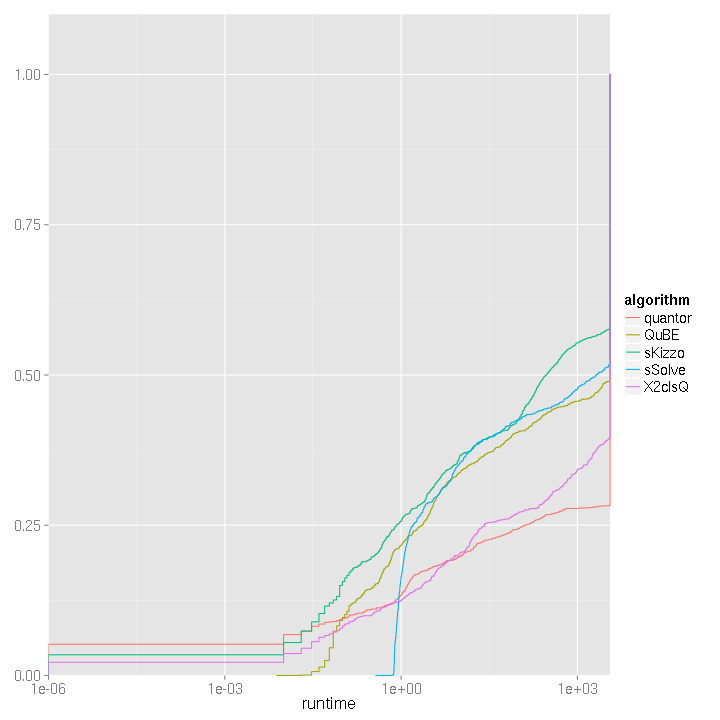 1.00
0.75
0.50
0.25
0.00
1e-06
1e-03
1e+00
1e+03
runtime
algorithm
quantor
QuBE
sKizzo
sSolve
X2clsQ